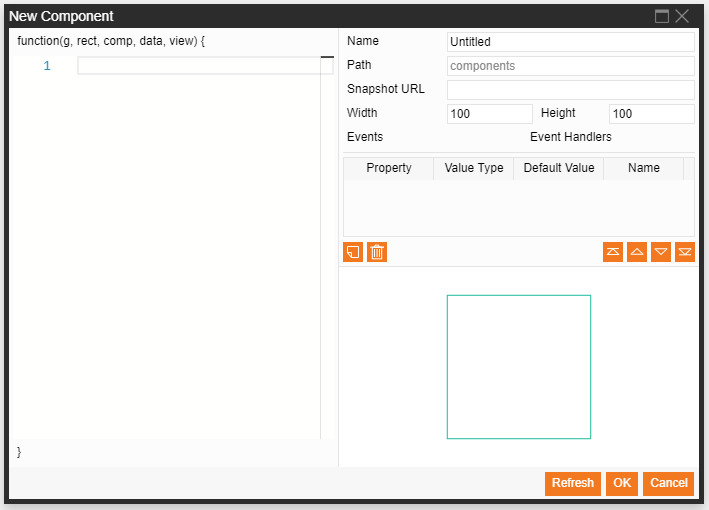 New Component
function(g, rect, comp, data, view) {
1
}
Name Untitled
Path components
Snapshot URL
Width 100 Height 100
Events Event Handlers
Property Value Type Default Value Name
Refresh OK Cancel